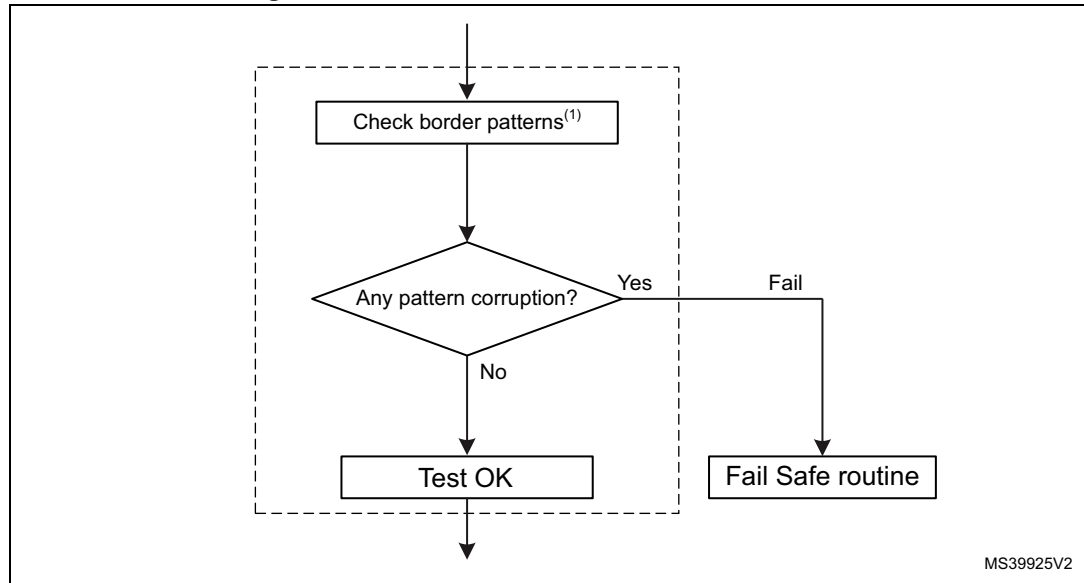 Check border patterns(1)
Any pattern corruption?
Yes
Fail
No
Test OK
Fail Safe routine
MS39925V2